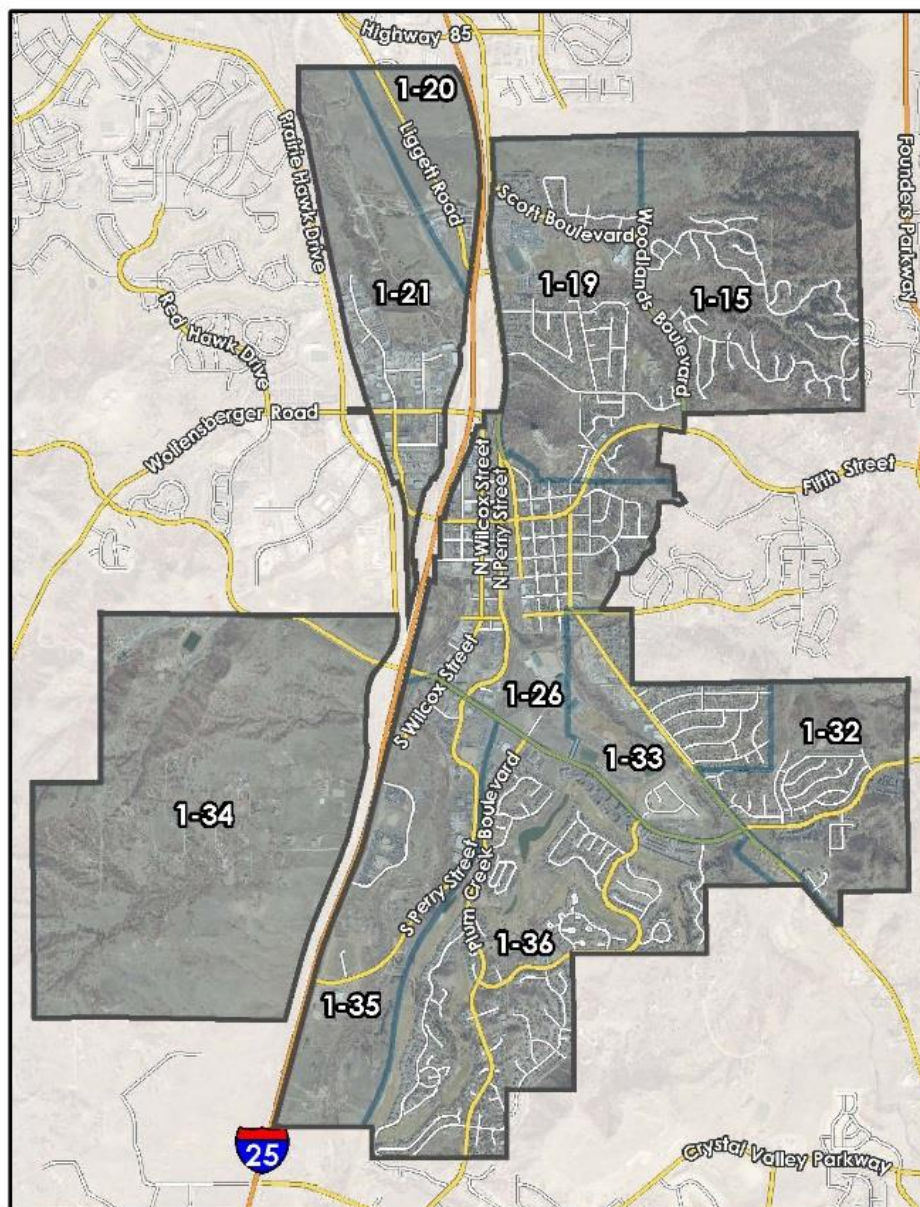 Highway 85
1-20
Prairie Hawk Drive
Liggett Road
Founders Parkway
Scott Boulevard
Woodlands Boulevard
1-21
1-19
1-15
Red Hawk Drive
Wolfensberger Road
N Wilcox Street
N Perry Street
Fifth Street
S Wilcox Street
1-26
1-33
1-32
1-34
Plum Creek Boulevard
S Perry Street
1-36
1-35
25
Crystal Valley Parkway